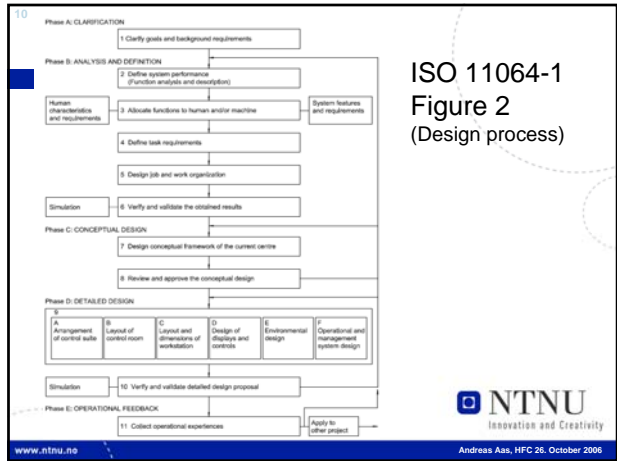 10
Phase A: CLARIFICATION
1 Clarify goals and background requirements
Phase B: ANALYSIS AND DEFINITION
2 Define system performance
(Function analysis and description)
Human
characteristics
and requirements
3 Allocate functions to human and/or machine
System features
and requirements
4 Define task requirements
5 Design job and work organization
Simulation
6 Verify and validate the obtained results
Phase C: CONCEPTUAL DESIGN
7 Design conceptual framework of the current centre
8 Review and approve the conceptual design
Phase D: DETAILED DESIGN
9
A
Arrangement
of control suite
B
Layout of
control room
C
Layout and
dimensions of
workstation
D
Design of
displays and
controls
E
Environmental
design
F
Operational and
management
system design
Simulation
10 Verify and validate detailed design proposal
Phase E: OPERATIONAL FEEDBACK
11 Collect operational experiences
Apply to
other project
ISO 11064-1
Figure 2
(Design process)
NTNU
Innovation and Creativity
www.ntnu.no
Andreas Aas, HFC 26. October 2006